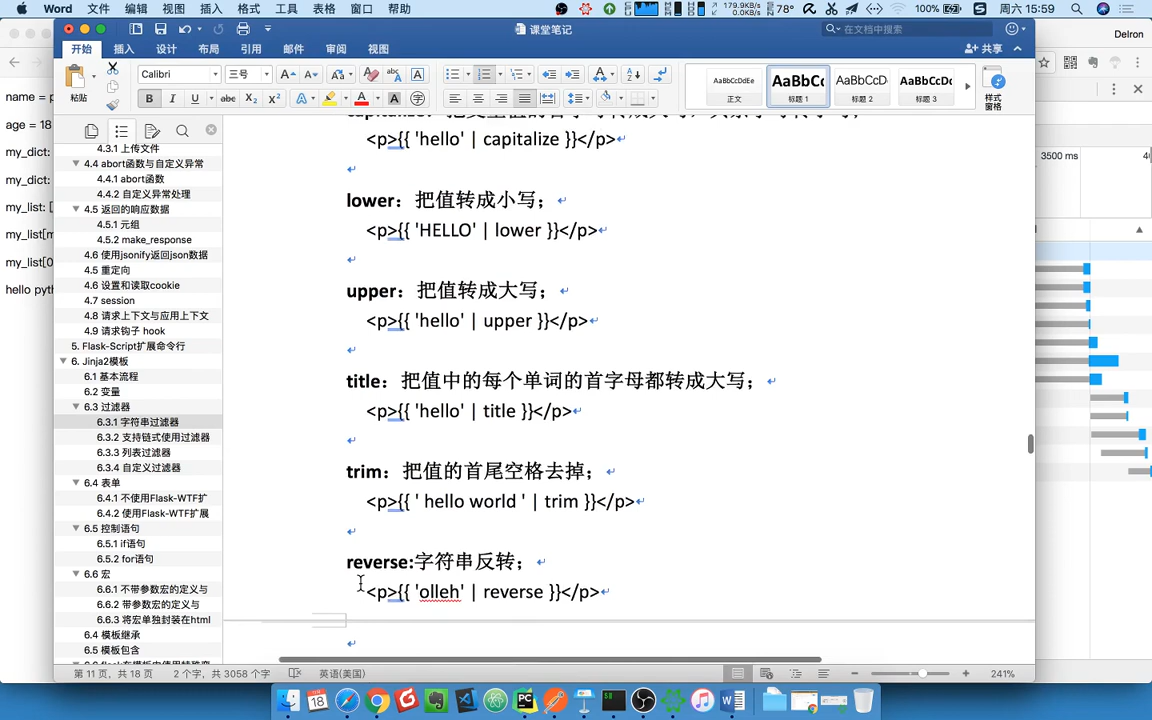 Word 文件 编辑 视图 插入 格式 工具 表格 窗口 帮助
179.9KB/s
0.0KB/s
78° 100% 周六 15:59
课堂笔记
在文档中搜索
Delron
开始 插入 设计 布局 引用 邮件 审阅 视图
共享
粘贴
Calibri 三号
AaBbCcDdEe AaBbCc AaBbCcD AaBbCcD
正文 标题 1 标题 2 标题 3
样式
窗格
name = p
age = 18
my_dict:
my_dict:
my_list: [
my_list[m
my_list[0
hello pyth
4.3.1 上传文件
4.4 abort函数与自定义异常
4.4.1 abort函数
4.4.2 自定义异常处理
4.5 返回的响应数据
4.5.1 元组
4.5.2 make_response
4.6 使用jsonify返回json数据
4.5 重定向
4.6 设置和读取cookie
4.7 session
4.8 请求上下文与应用上下文
4.9 请求钩子 hook
5. Flask-Script扩展命令行
6. Jinja2模板
6.1 基本流程
6.2 变量
6.3 过滤器
6.3.1 字符串过滤器
6.3.2 支持链式使用过滤器
6.3.3 列表过滤器
6.3.4 自定义过滤器
6.4 表单
6.4.1 不使用Flask-WTF扩
6.4.2 使用Flask-WTF扩展
6.5 控制语句
6.5.1 if语句
6.5.2 for语句
6.6 宏
6.6.1 不带参数宏的定义与
6.6.2 带参数宏的定义与
6.6.3 将宏单独封装在html
6.4 模板继承
6.5 模板包含
<p>{{ 'hello' | capitalize }}</p>
lower：把值转成小写；
<p>{{ 'HELLO' | lower }}</p>
upper：把值转成大写；
<p>{{ 'hello' | upper }}</p>
title：把值中的每个单词的首字母都转成大写；
<p>{{ 'hello' | title }}</p>
trim：把值的首尾空格去掉；
<p>{{ ' hello world ' | trim }}</p>
reverse:字符串反转；
<p>{{ 'olleh' | reverse }}</p>
3500 ms
第 11 页，共 18 页 2 个字，共 3058 个字 英语(美国) 241%